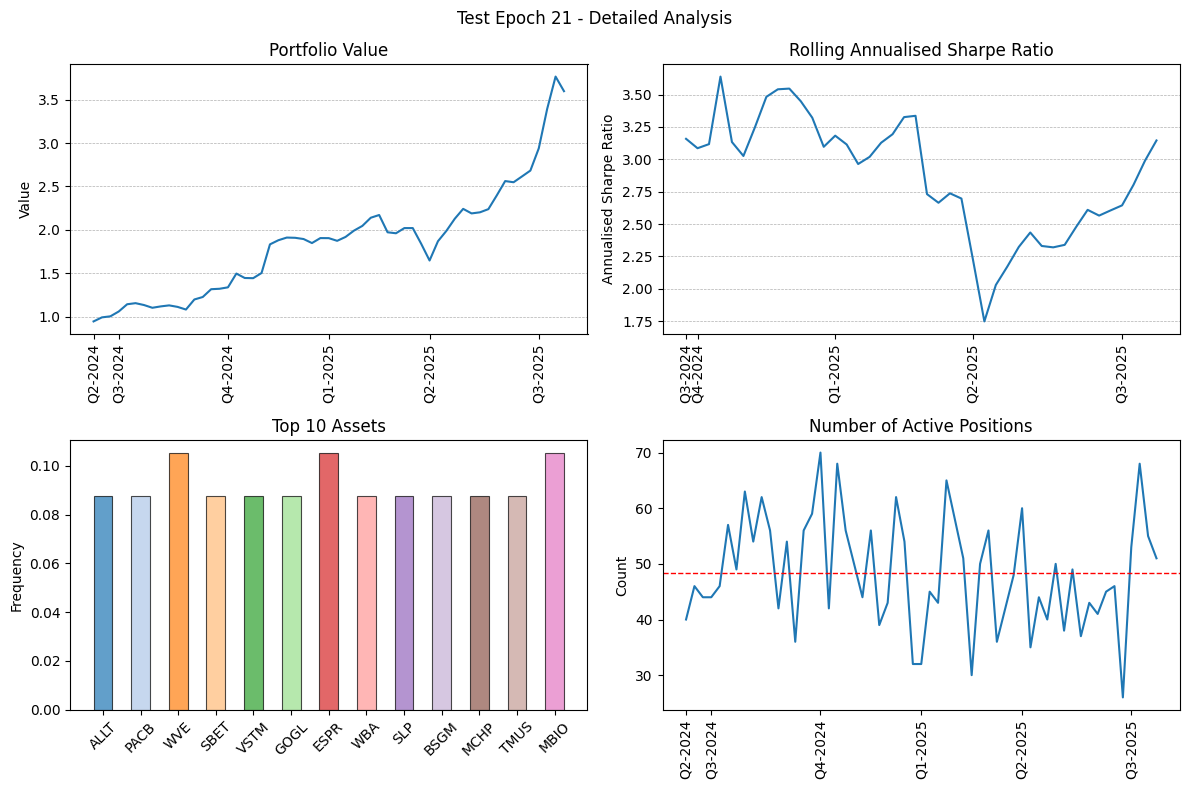 Test Epoch 21 - Detailed Analysis
Portfolio Value
Value
3.5
3.0
2.5
2.0
1.5
1.0
Q2-2024
Q3-2024
Q4-2024
Q1-2025
Q2-2025
Q3-2025
Rolling Annualised Sharpe Ratio
Annualised Sharpe Ratio
3.50
3.25
3.00
2.75
2.50
2.25
2.00
1.75
Q3-2024
Q4-2024
Q1-2025
Q2-2025
Q3-2025
Top 10 Assets
Frequency
0.10
0.08
0.06
0.04
0.02
0.00
ALLT
PACB
WVE
SBET
VSTM
GOGL
ESPR
WBA
SLP
BSGM
MCHP
TMUS
MBIO
Number of Active Positions
Count
70
60
50
40
30
Q2-2024
Q3-2024
Q4-2024
Q1-2025
Q2-2025
Q3-2025